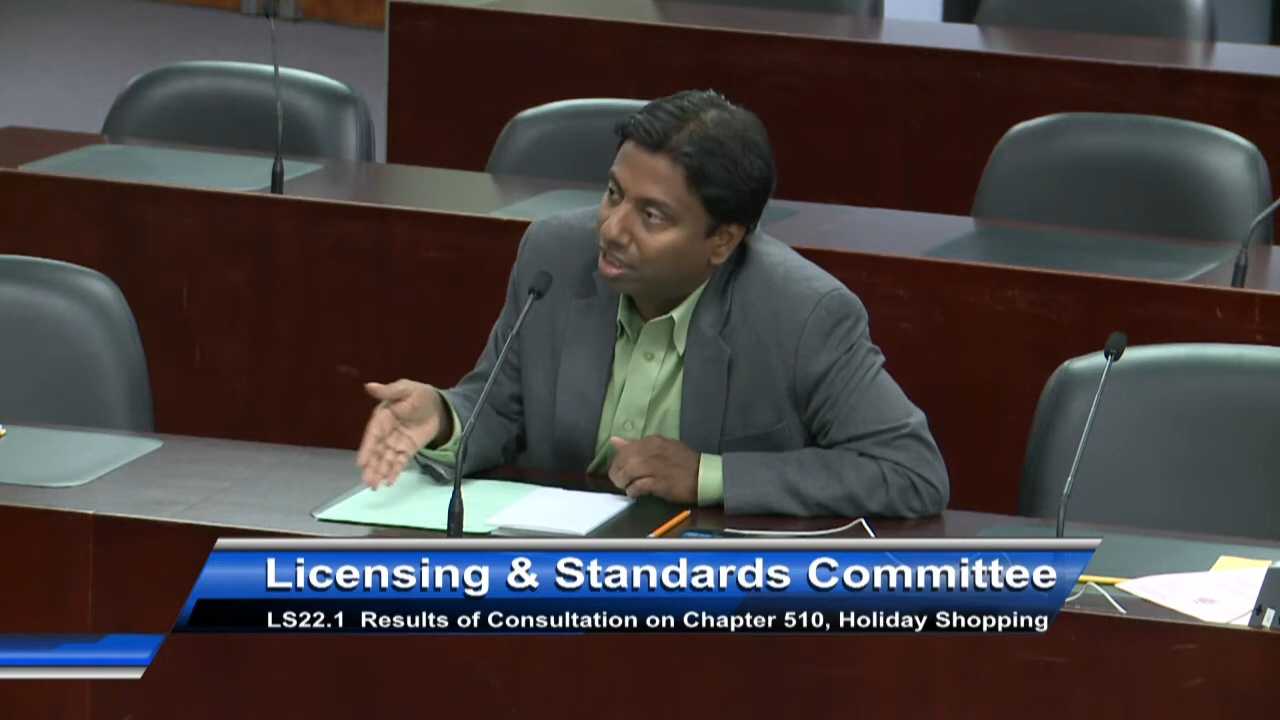 Licensing & Standards Committee
LS22.1 Results of Consultation on Chapter 510, Holiday Shopping